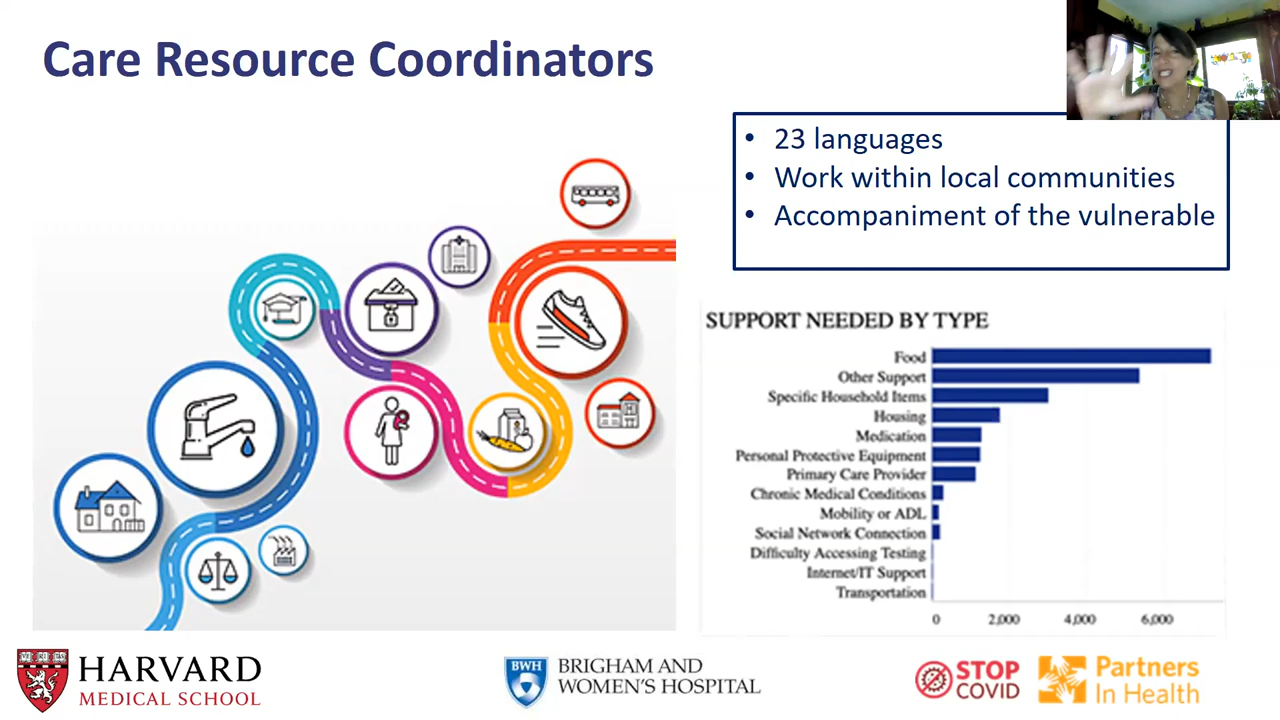 Care Resource Coordinators
• 23 languages
• Work within local communities
• Accompaniment of the vulnerable
SUPPORT NEEDED BY TYPE
Food
Other Support
Specific Household Items
Housing
Medication
Personal Protective Equipment
Primary Care Provider
Chronic Medical Conditions
Mobility or ADL
Social Network Connection
Difficulty Accessing Testing
Internet/IT Support
Transportation
0 2,000 4,000 6,000
HARVARD
MEDICAL SCHOOL
BWH
BRIGHAM AND
WOMEN'S HOSPITAL
STOP
COVID
Partners
In Health